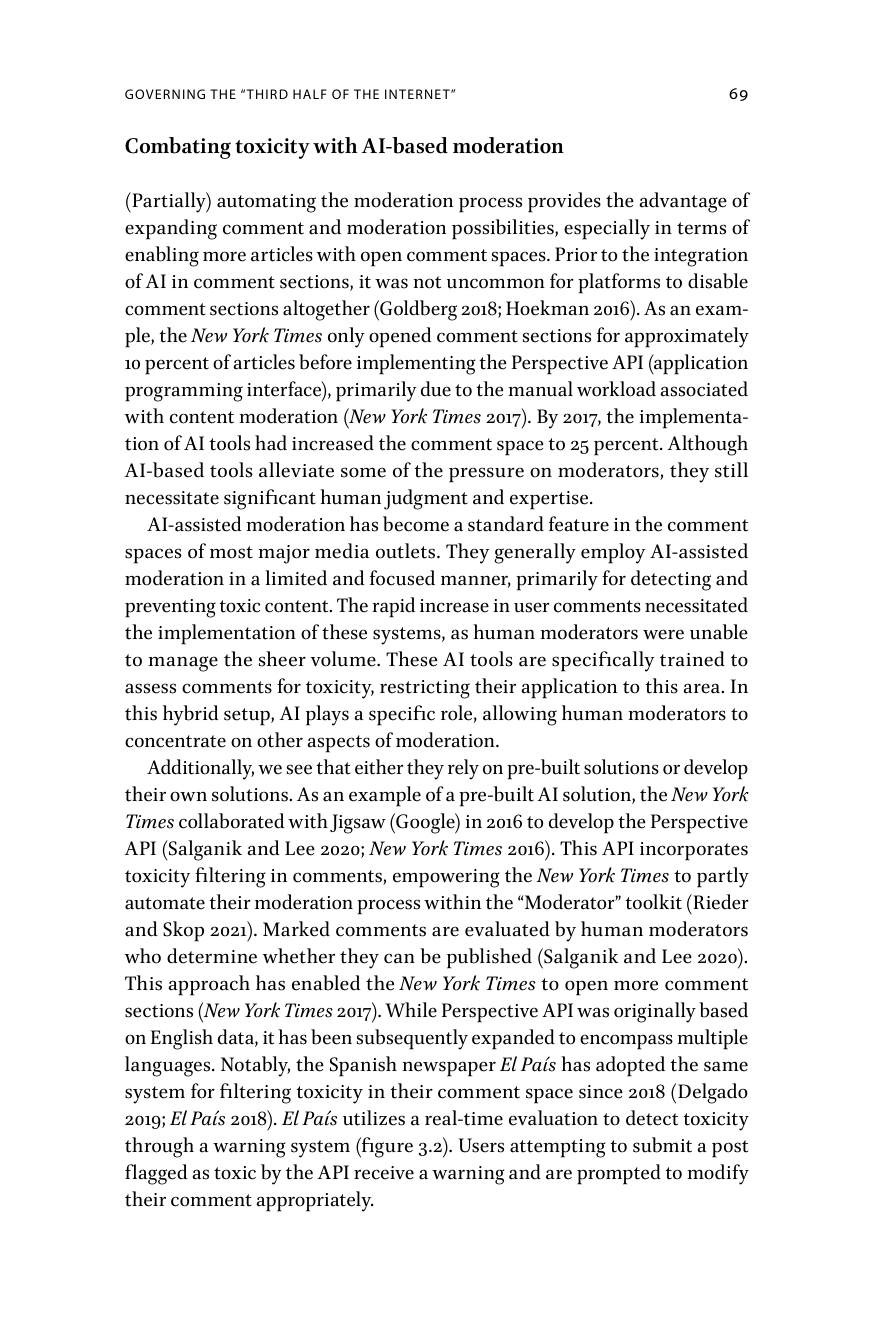 GOVERNING THE “THIRD HALF OF THE INTERNET” 69
Combating toxicity with AI-based moderation
(Partially) automating the moderation process provides the advantage of
expanding comment and moderation possibilities, especially in terms of
enabling more articles with open comment spaces. Prior to the integration
of AI in comment sections, it was not uncommon for platforms to disable
comment sections altogether (Goldberg 2018; Hoekman 2016). As an exam-
ple, the New York Times only opened comment sections for approximately
10 percent of articles before implementing the Perspective API (application
programming interface), primarily due to the manual workload associated
with content moderation (New York Times 2017). By 2017, the implementa-
tion of AI tools had increased the comment space to 25 percent. Although
AI-based tools alleviate some of the pressure on moderators, they still
necessitate significant human judgment and expertise.
AI-assisted moderation has become a standard feature in the comment
spaces of most major media outlets. They generally employ AI-assisted
moderation in a limited and focused manner, primarily for detecting and
preventing toxic content. The rapid increase in user comments necessitated
the implementation of these systems, as human moderators were unable
to manage the sheer volume. These AI tools are specifically trained to
assess comments for toxicity, restricting their application to this area. In
this hybrid setup, AI plays a specific role, allowing human moderators to
concentrate on other aspects of moderation.
Additionally, we see that either they rely on pre-built solutions or develop
their own solutions. As an example of a pre-built AI solution, the New York
Times collaborated with Jigsaw (Google) in 2016 to develop the Perspective
API (Salganik and Lee 2020; New York Times 2016). This API incorporates
toxicity filtering in comments, empowering the New York Times to partly
automate their moderation process within the “Moderator” toolkit (Rieder
and Skop 2021). Marked comments are evaluated by human moderators
who determine whether they can be published (Salganik and Lee 2020).
This approach has enabled the New York Times to open more comment
sections (New York Times 2017). While Perspective API was originally based
on English data, it has been subsequently expanded to encompass multiple
languages. Notably, the Spanish newspaper El País has adopted the same
system for filtering toxicity in their comment space since 2018 (Delgado
2019; El País 2018). El País utilizes a real-time evaluation to detect toxicity
through a warning system (figure 3.2). Users attempting to submit a post
flagged as toxic by the API receive a warning and are prompted to modify
their comment appropriately.